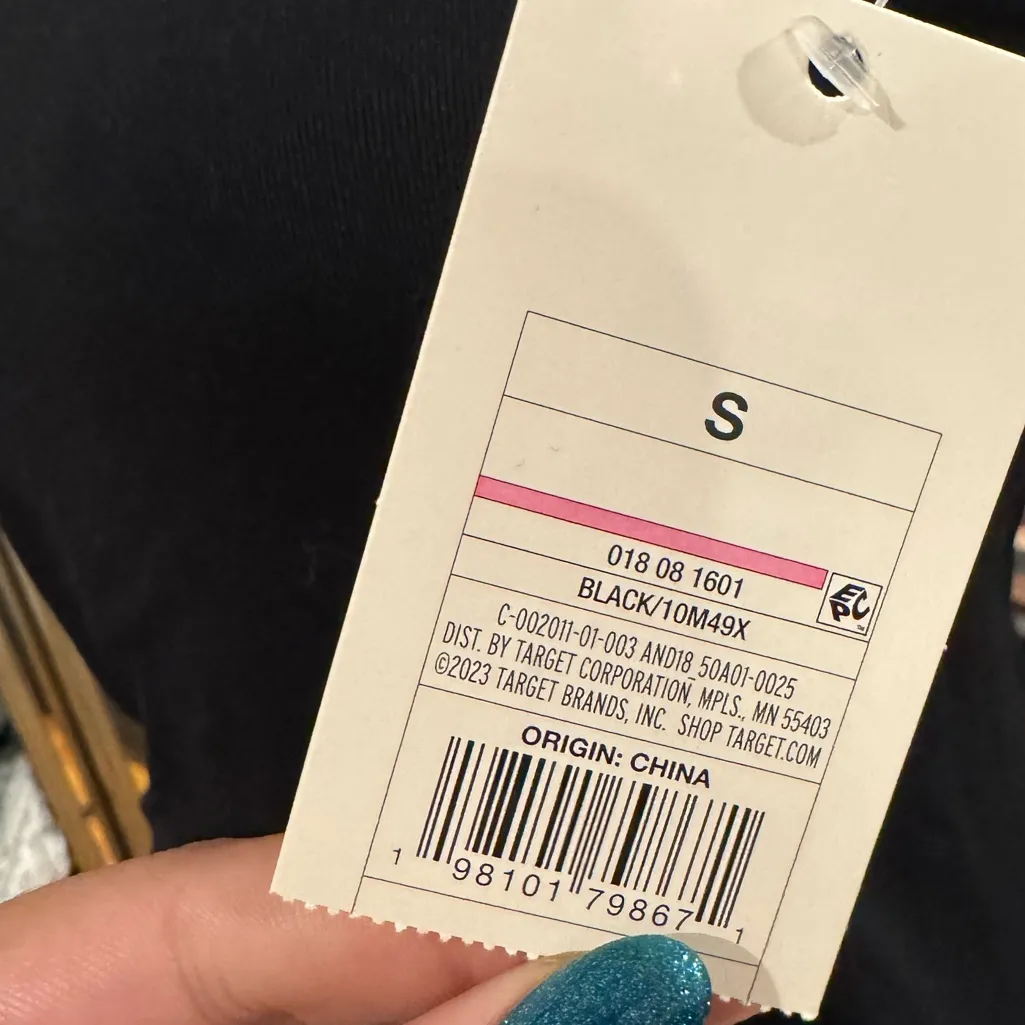 S
018 08 1601
BLACK/10M49X
EPC™
C-002011-01-003 AND18_50A01-0025
DIST. BY TARGET CORPORATION, MPLS., MN 55403
©2023 TARGET BRANDS, INC. SHOP TARGET.COM
ORIGIN: CHINA
1 98101 79867 1